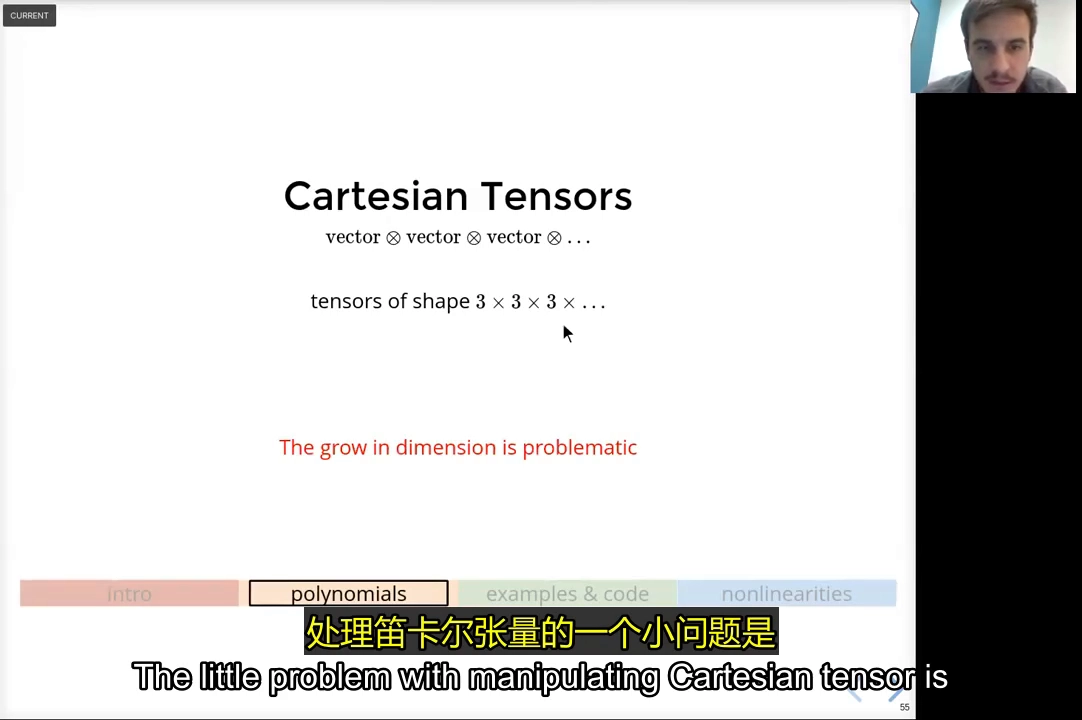 CURRENT
Cartesian Tensors
vector ⊗ vector ⊗ vector ⊗ …
tensors of shape 3 × 3 × 3 × …
The grow in dimension is problematic
intro
polynomials
examples & code
nonlinearities
处理笛卡尔张量的一个小问题是
The little problem with manipulating Cartesian tensor is
55